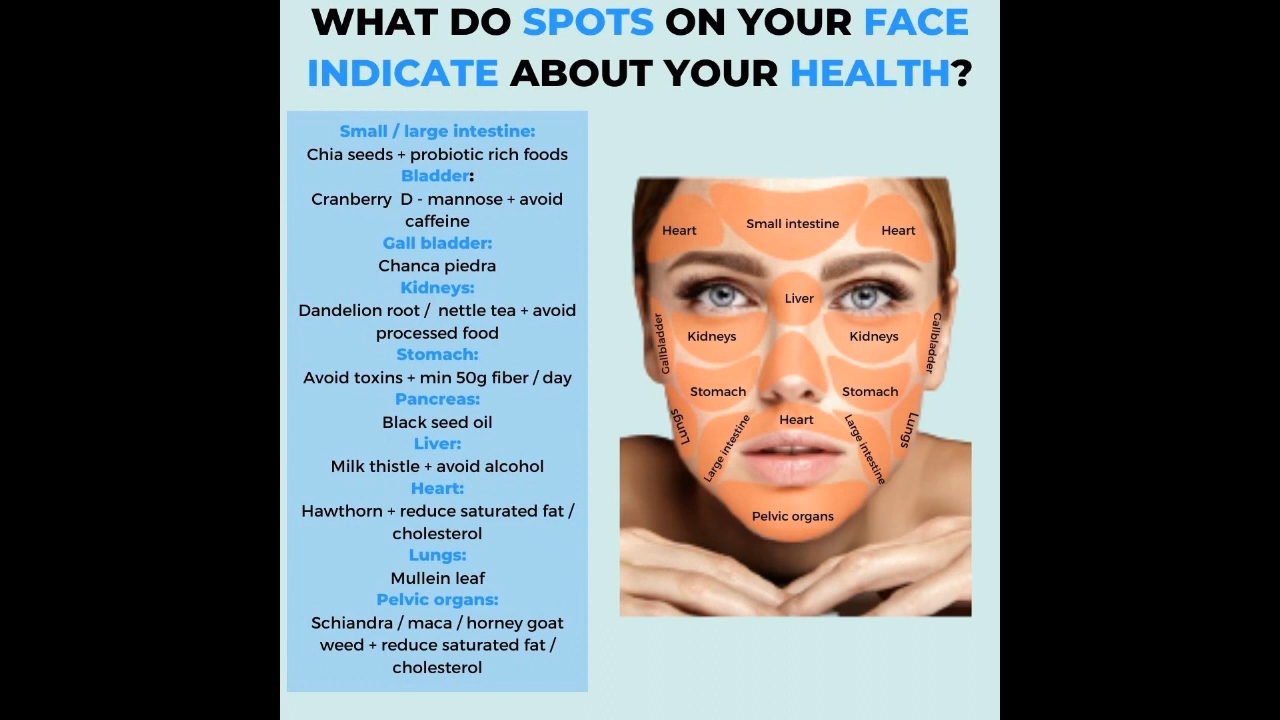 WHAT DO SPOTS ON YOUR FACE
INDICATE ABOUT YOUR HEALTH?
Small / large intestine:
Chia seeds + probiotic rich foods
Bladder:
Cranberry D - mannose + avoid
caffeine
Gall bladder:
Chanca piedra
Kidneys:
Dandelion root / nettle tea + avoid
processed food
Stomach:
Avoid toxins + min 50g fiber / day
Pancreas:
Black seed oil
Liver:
Milk thistle + avoid alcohol
Heart:
Hawthorn + reduce saturated fat /
cholesterol
Lungs:
Mullein leaf
Pelvic organs:
Schiandra / maca / horney goat
weed + reduce saturated fat /
cholesterol
Heart
Small intestine
Heart
Liver
Gallbladder
Kidneys
Kidneys
Gallbladder
Stomach
Stomach
Lungs
Large intestine
Heart
Large intestine
Lungs
Pelvic organs